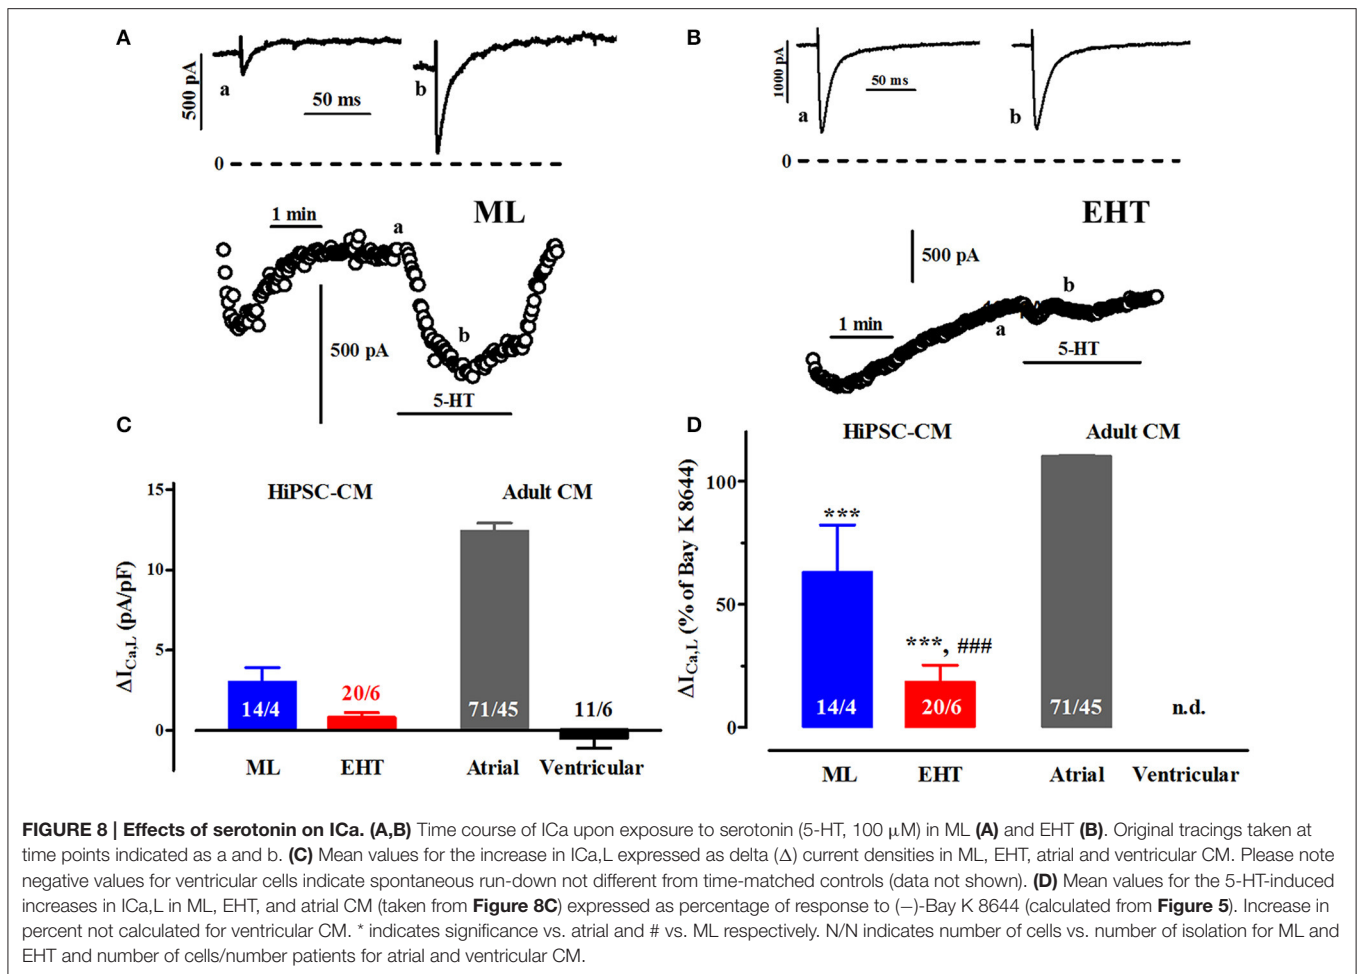 A
500 pA
a
50 ms
b
0
1 min
a
ML
500 pA
b
5-HT
B
1000 pA
a
50 ms
b
0
EHT
500 pA
b
1 min
a
5-HT
C
HiPSC-CM
Adult CM
ΔICa,L (pA/pF)
15
10
5
0
14/4
20/6
71/45
11/6
ML
EHT
Atrial
Ventricular
D
HiPSC-CM
Adult CM
ΔICa,L (% of Bay K 8644)
100
50
0
***
***, ###
14/4
20/6
71/45
n.d.
ML
EHT
Atrial
Ventricular
FIGURE 8 | Effects of serotonin on ICa. (A,B) Time course of ICa upon exposure to serotonin (5-HT, 100 μM) in ML (A) and EHT (B). Original tracings taken at
time points indicated as a and b. (C) Mean values for the increase in ICa,L expressed as delta (Δ) current densities in ML, EHT, atrial and ventricular CM. Please note
negative values for ventricular cells indicate spontaneous run-down not different from time-matched controls (data not shown). (D) Mean values for the 5-HT-induced
increases in ICa,L in ML, EHT, and atrial CM (taken from Figure 8C) expressed as percentage of response to (−)-Bay K 8644 (calculated from Figure 5). Increase in
percent not calculated for ventricular CM. * indicates significance vs. atrial and # vs. ML respectively. N/N indicates number of cells vs. number of isolation for ML and
EHT and number of cells/number patients for atrial and ventricular CM.